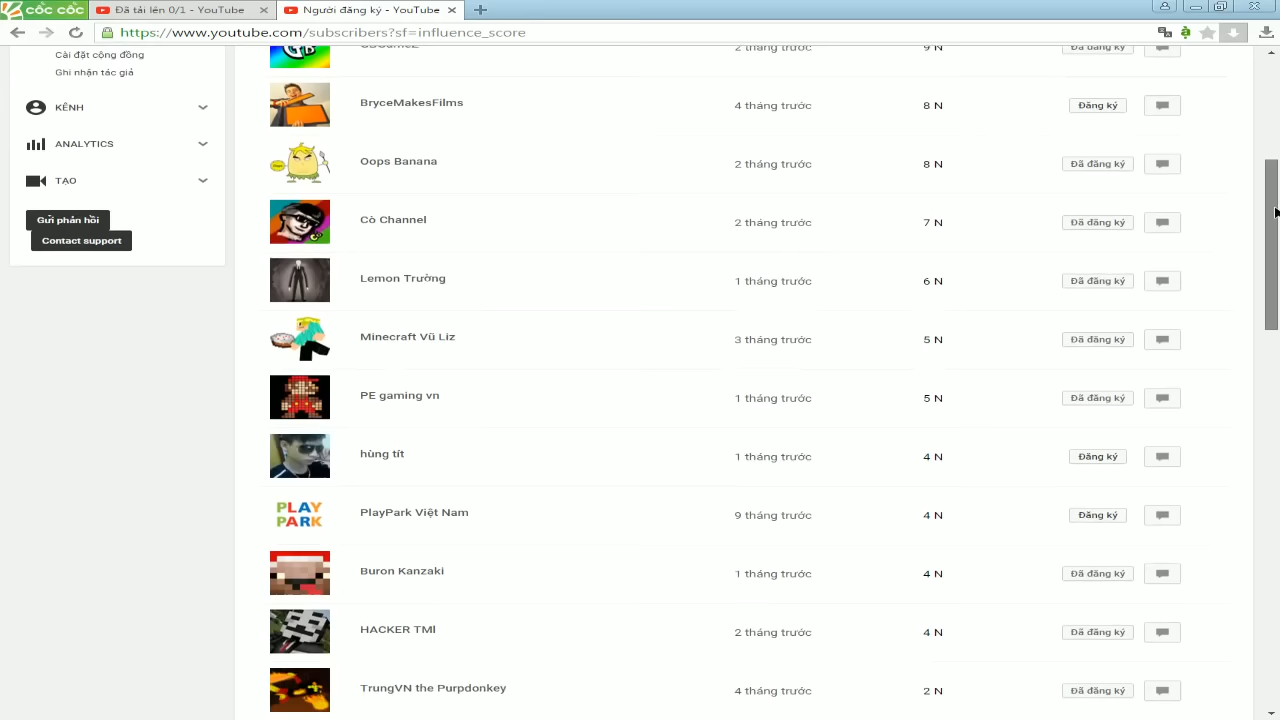 cốc cốc
Đã tải lên 0/1 - YouTube
Người đăng ký - YouTube
https://www.youtube.com/subscribers?sf=influence_score
Cài đặt cộng đồng
Ghi nhận tác giả
KÊNH
ANALYTICS
TẠO
Gửi phản hồi
Contact support
2 tháng trước 9 N Đã đăng ký
BryceMakesFilms 4 tháng trước 8 N Đăng ký
Oops Banana 2 tháng trước 8 N Đã đăng ký
Cò Channel 2 tháng trước 7 N Đã đăng ký
Lemon Trường 1 tháng trước 6 N Đã đăng ký
Minecraft Vũ Liz 3 tháng trước 5 N Đã đăng ký
PE gaming vn 1 tháng trước 5 N Đã đăng ký
hùng tít 1 tháng trước 4 N Đăng ký
PLAY
PARK
PlayPark Việt Nam 9 tháng trước 4 N Đăng ký
Buron Kanzaki 1 tháng trước 4 N Đã đăng ký
HACKER TMl 2 tháng trước 4 N Đã đăng ký
TrungVN the Purpdonkey 4 tháng trước 2 N Đã đăng ký